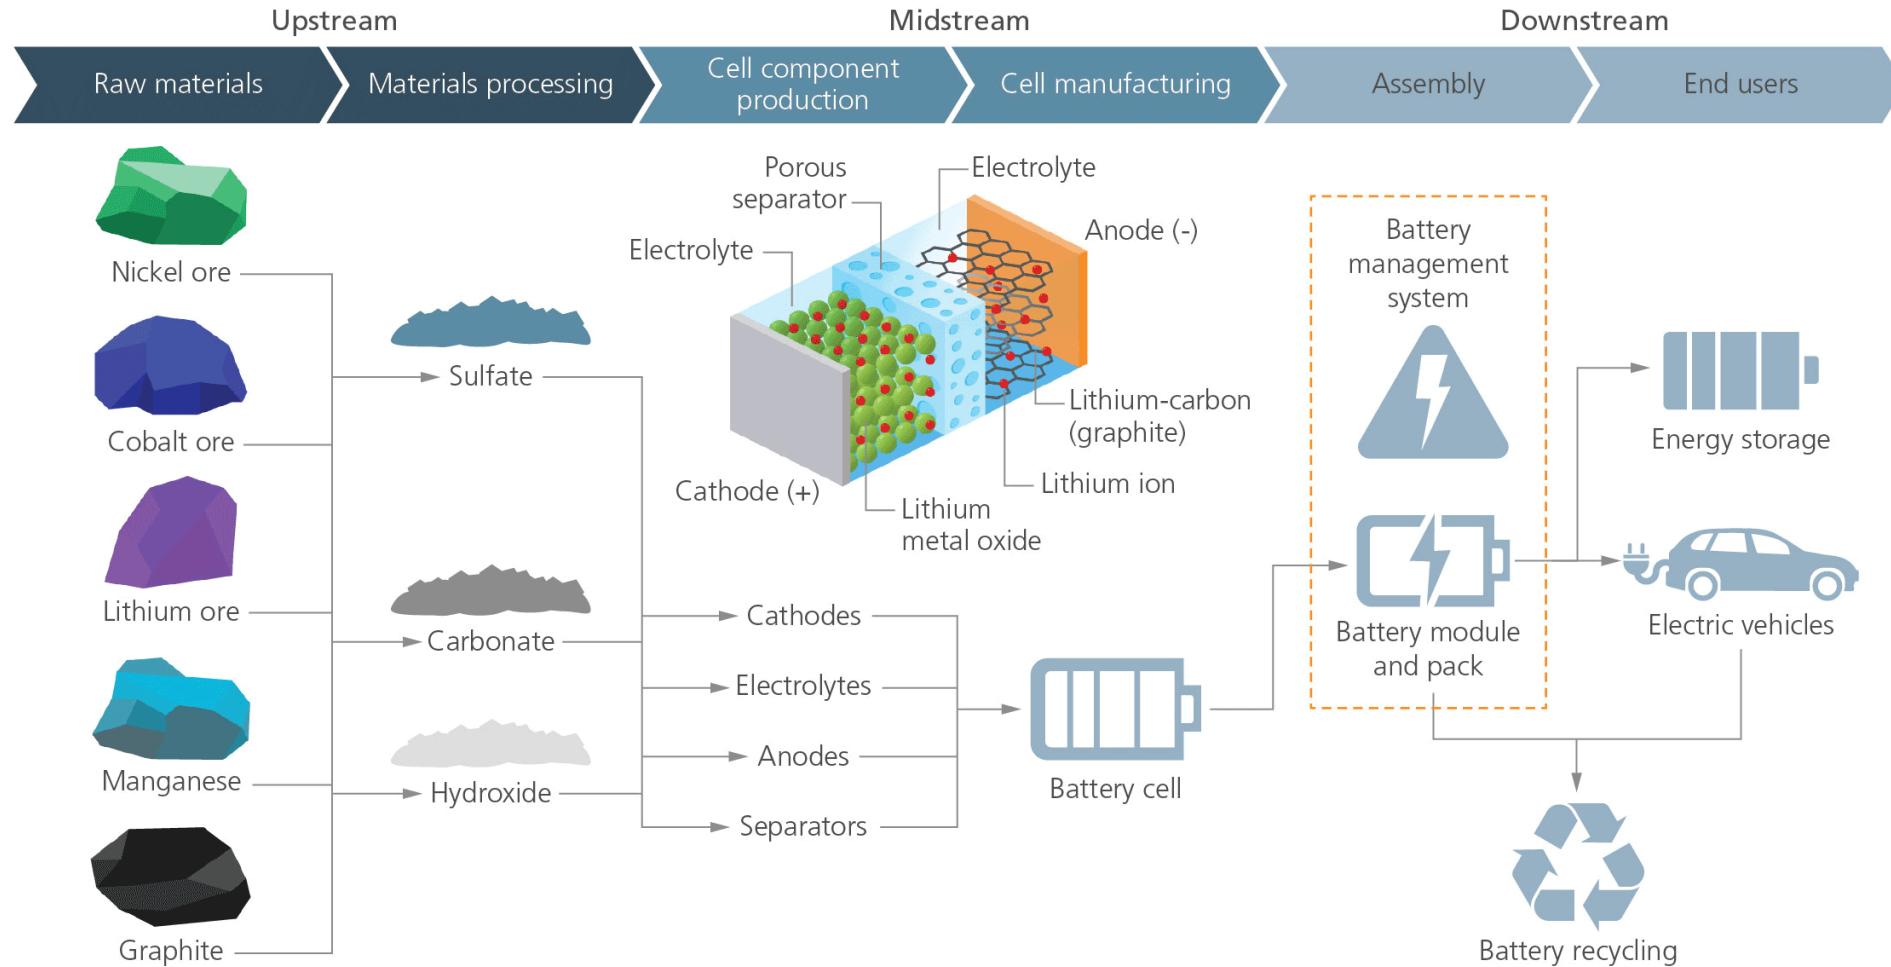 Upstream
Midstream
Downstream
Raw materials
Materials processing
Cell component
production
Cell manufacturing
Assembly
End users
Nickel ore
Cobalt ore
Lithium ore
Manganese
Graphite
Sulfate
Carbonate
Hydroxide
Porous
separator
Electrolyte
Electrolyte
Anode (-)
Lithium-carbon
(graphite)
Lithium ion
Cathode (+)
Lithium
metal oxide
Cathodes
Electrolytes
Anodes
Separators
Battery cell
Battery
management
system
Battery module
and pack
Energy storage
Electric vehicles
Battery recycling